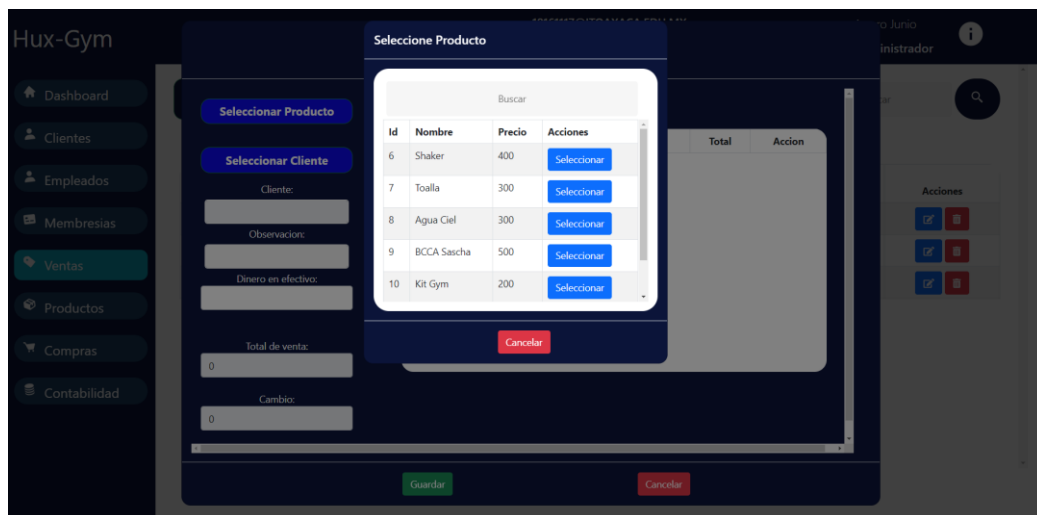 Hux-Gym
Junio
inistrador
Dashboard
Clientes
Empleados
Membresias
Ventas
Productos
Compras
Contabilidad
Seleccionar Producto
Seleccionar Cliente
Cliente:
Observacion:
Dinero en efectivo:
Total de venta:
0
Cambio:
0
Total Accion
Acciones
Seleccione Producto
Buscar
Id Nombre Precio Acciones
6 Shaker 400 Seleccionar
7 Toalla 300 Seleccionar
8 Agua Ciel 300 Seleccionar
9 BCCA Sascha 500 Seleccionar
10 Kit Gym 200 Seleccionar
Cancelar
Guardar Cancelar